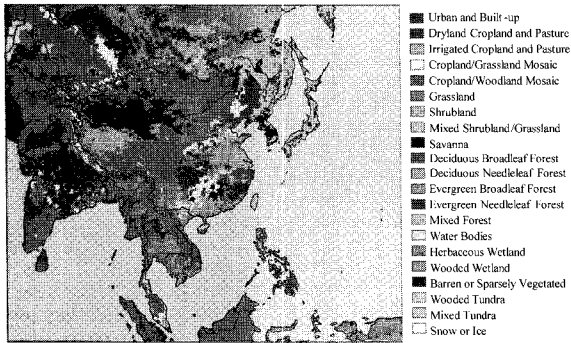 Urban and Built-up
Dryland Cropland and Pasture
Irrigated Cropland and Pasture
Cropland/Grassland Mosaic
Cropland/Woodland Mosaic
Grassland
Shrubland
Mixed Shrubland/Grassland
Savanna
Deciduous Broadleaf Forest
Deciduous Needleleaf Forest
Evergreen Broadleaf Forest
Evergreen Needleleaf Forest
Mixed Forest
Water Bodies
Herbaceous Wetland
Wooded Wetland
Barren or Sparsely Vegetated
Wooded Tundra
Mixed Tundra
Snow or Ice